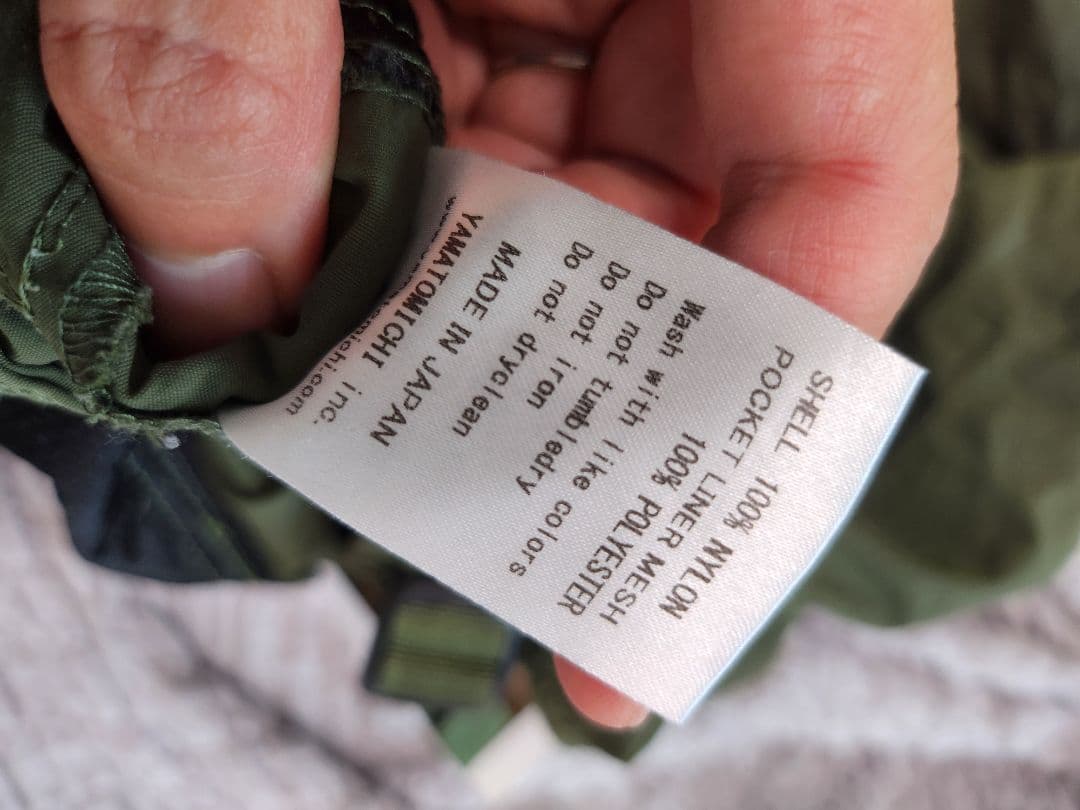 SHELL 100% NYLON
POCKET LINER MESH
100% POLYESTER
Wash with like colors
Do not tumbledry
Do not iron
Do not dryclean
MADE IN JAPAN
YAMATOMICHI inc.